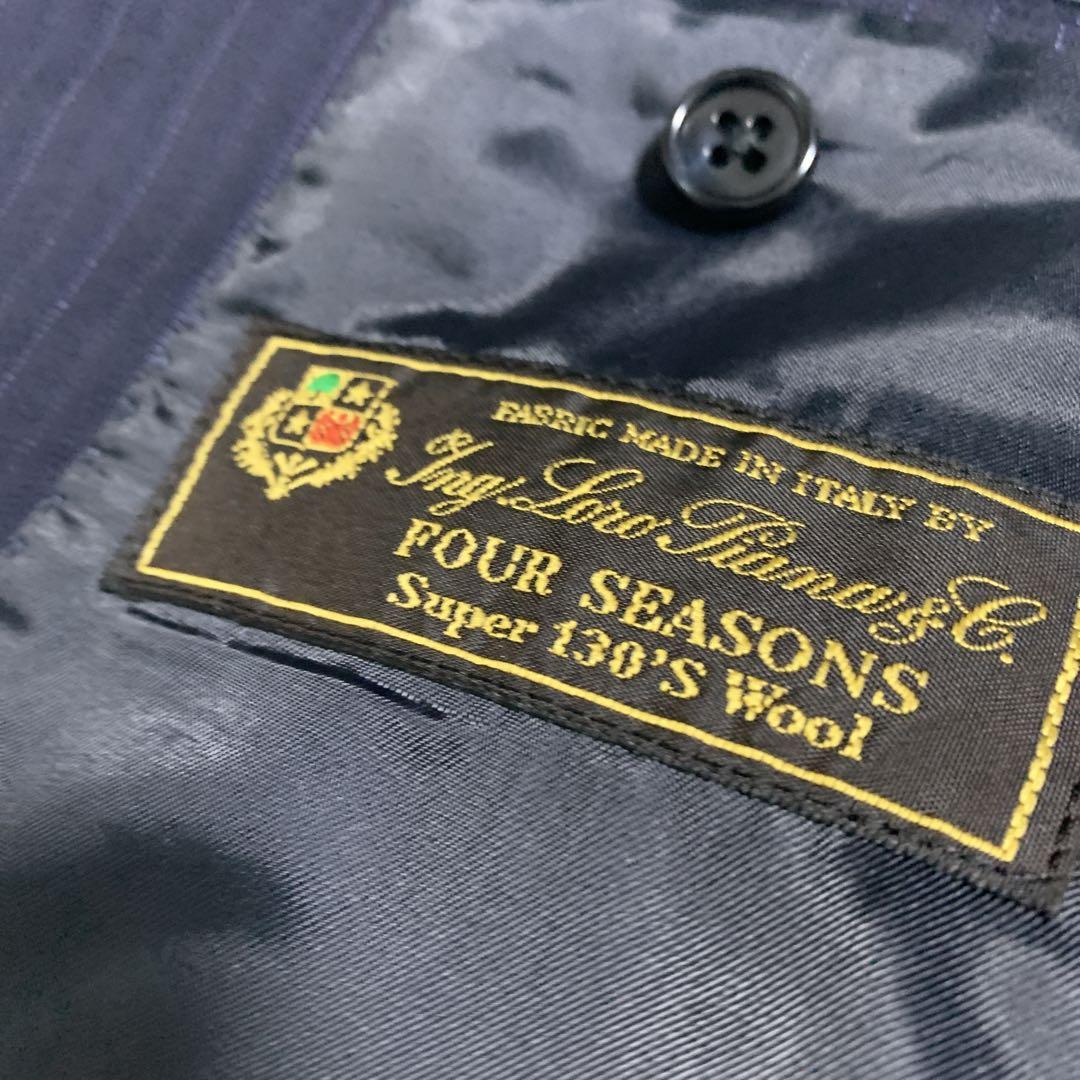 FABRIC MADE IN ITALY BY
Ing. Loro Piana & C.
FOUR SEASONS
Super 130'S Wool